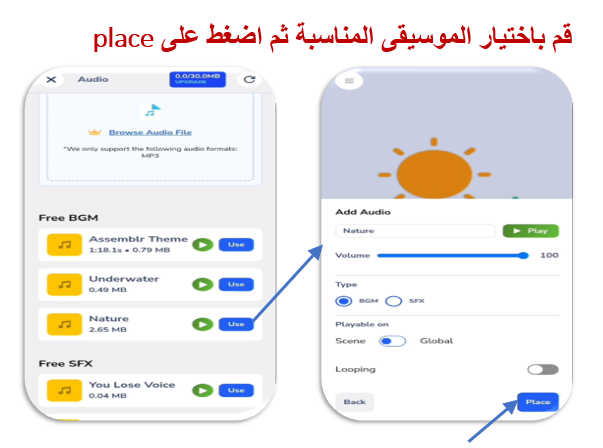 قم باختيار الموسيقى المناسبة ثم اضغط على place
Audio
0.0/30.0MB
UPGRADE
Browse Audio File
*We only support the following audio formats:
MP3
Free BGM
Assemblr Theme
1:18.1s • 0.79 MB
Use
Underwater
0.49 MB
Use
Nature
2.65 MB
Use
Free SFX
You Lose Voice
0.04 MB
Use
Add Audio
Nature
Play
Volume
100
Type
BGM
SFX
Playable on
Scene
Global
Looping
Back
Place